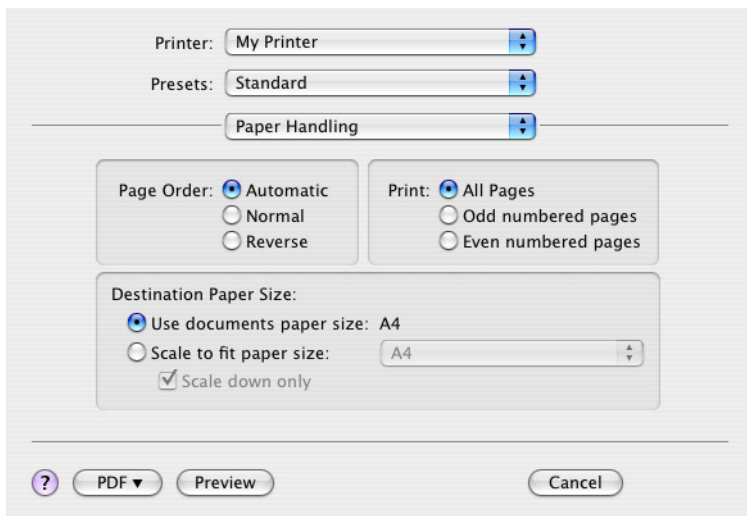 Printer: My Printer
Presets: Standard
Paper Handling
Page Order: Automatic
Normal
Reverse
Print: All Pages
Odd numbered pages
Even numbered pages
Destination Paper Size:
Use documents paper size: A4
Scale to fit paper size: A4
Scale down only
? PDF ▼ Preview Cancel